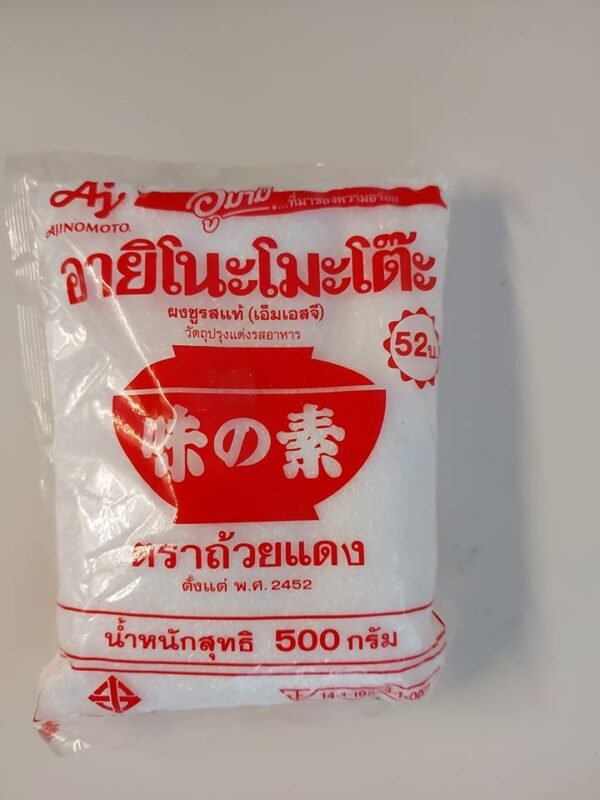 Aj
AJINOMOTO.
อูมามิ ...ที่มาของความอร่อย
อายิโนะโมะโต๊ะ
ผงชูรสแท้ (เอ็มเอสจี)
วัตถุปรุงแต่งรสอาหาร
52บ.
味の素
ตราถ้วยแดง
ตั้งแต่ พ.ศ. 2452
น้ำหนักสุทธิ 500 กรัม